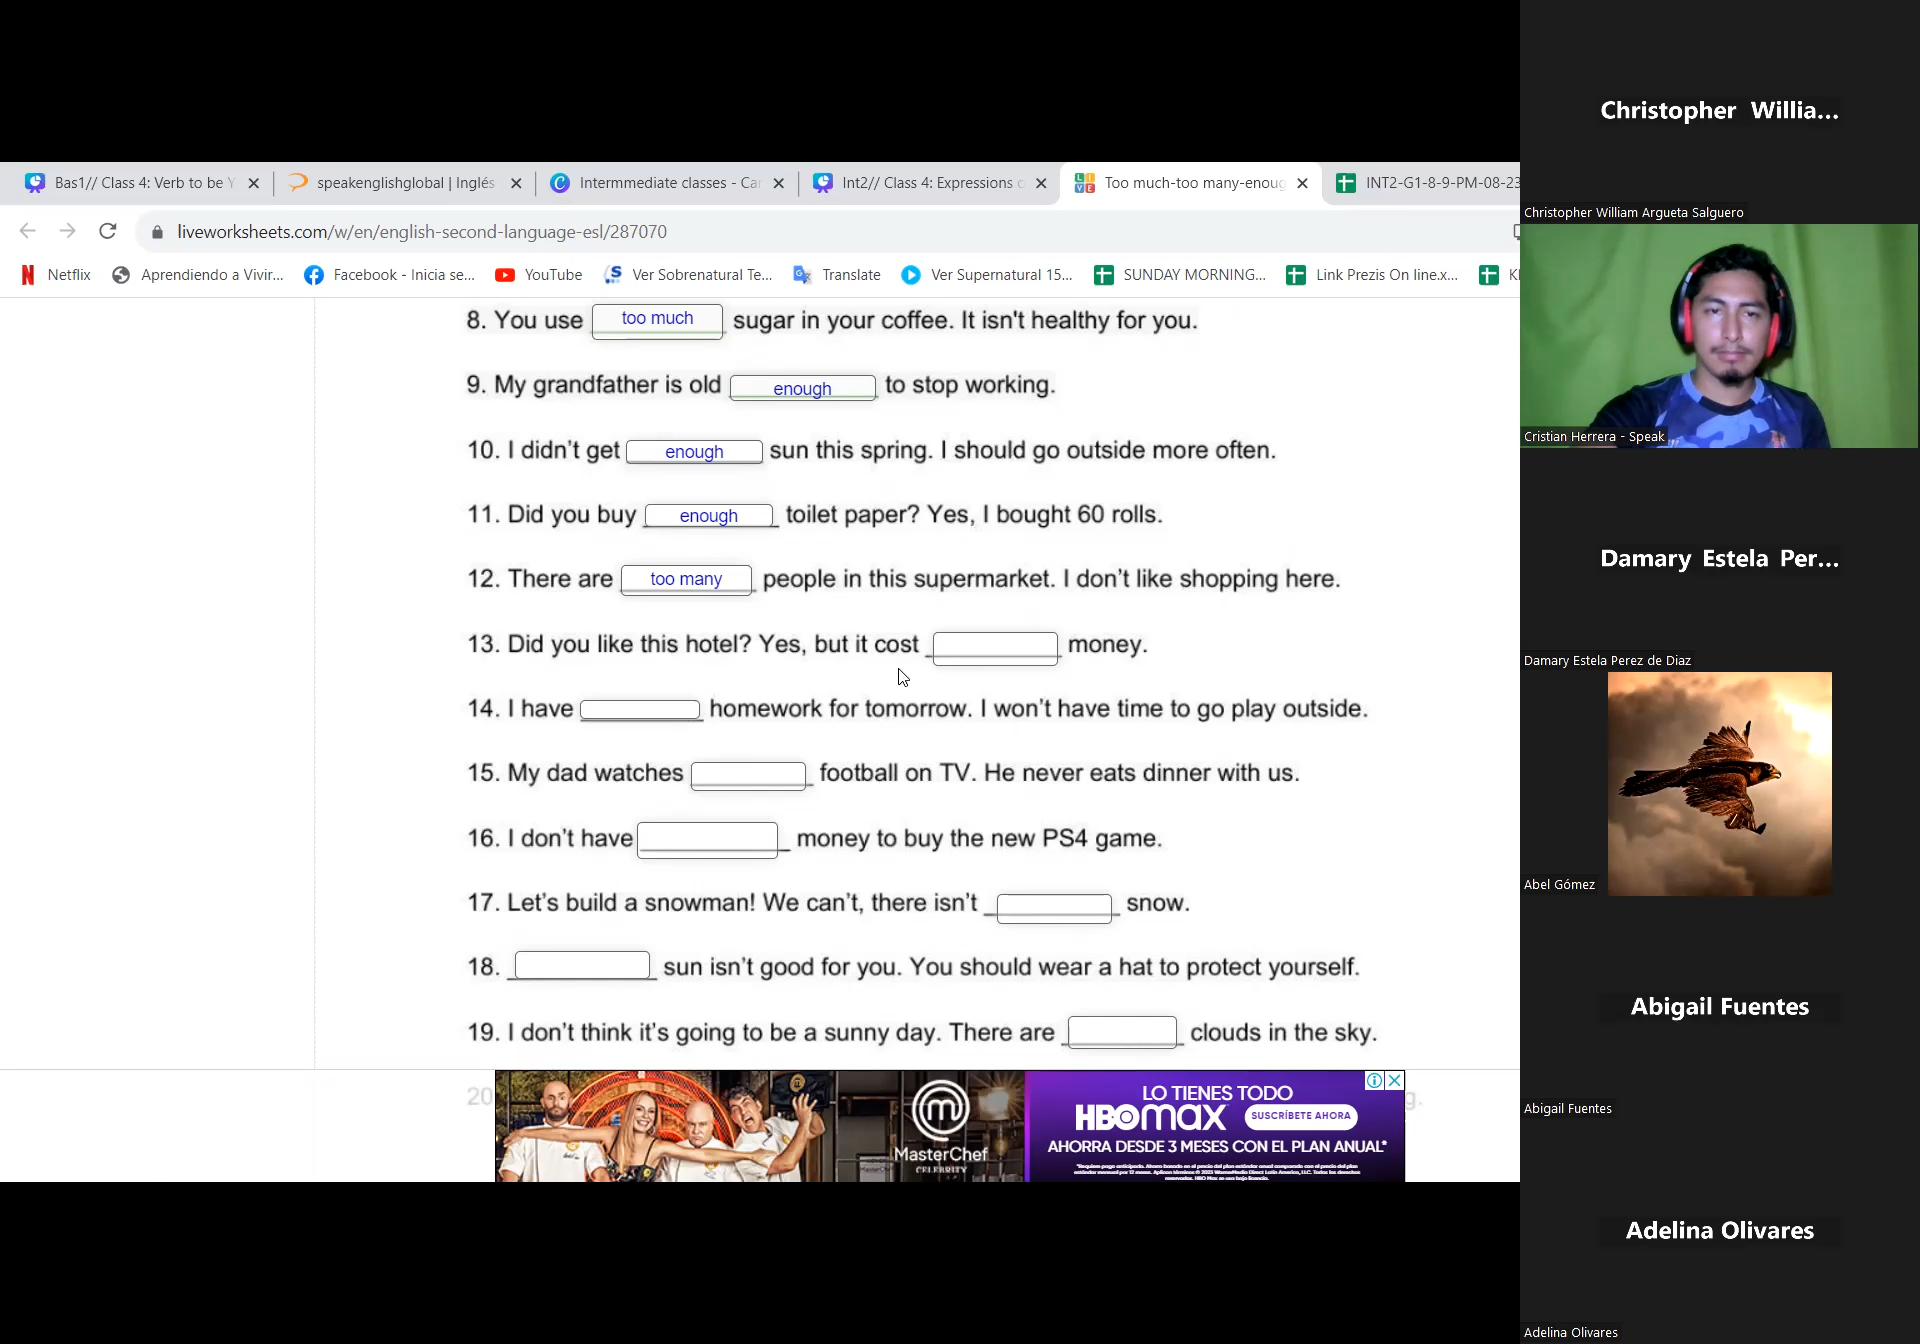 Bas1// Class 4: Verb to be Y
speakenglishglobal | Inglés
Intermmediate classes - Car
Int2// Class 4: Expressions o
Too much-too many-enoug
INT2-G1-8-9-PM-08-23
liveworksheets.com/w/en/english-second-language-esl/287070
Netflix
Aprendiendo a Vivir...
Facebook - Inicia se...
YouTube
Ver Sobrenatural Te...
Translate
Ver Supernatural 15...
SUNDAY MORNING...
Link Prezis On line.x...
8. You use too much sugar in your coffee. It isn't healthy for you.
9. My grandfather is old enough to stop working.
10. I didn't get enough sun this spring. I should go outside more often.
11. Did you buy enough toilet paper? Yes, I bought 60 rolls.
12. There are too many people in this supermarket. I don't like shopping here.
13. Did you like this hotel? Yes, but it cost money.
14. I have homework for tomorrow. I won't have time to go play outside.
15. My dad watches football on TV. He never eats dinner with us.
16. I don't have money to buy the new PS4 game.
17. Let's build a snowman! We can't, there isn't snow.
18. sun isn't good for you. You should wear a hat to protect yourself.
19. I don't think it's going to be a sunny day. There are clouds in the sky.
20 g.
MasterChef
CELEBRITY
LO TIENES TODO
HBOMAX
SUSCRÍBETE AHORA
AHORRA DESDE 3 MESES CON EL PLAN ANUAL*
Christopher Willia...
Christopher William Argueta Salguero
Cristian Herrera - Speak
Damary Estela Per...
Damary Estela Perez de Diaz
Abel Gómez
Abigail Fuentes
Abigail Fuentes
Adelina Olivares
Adelina Olivares